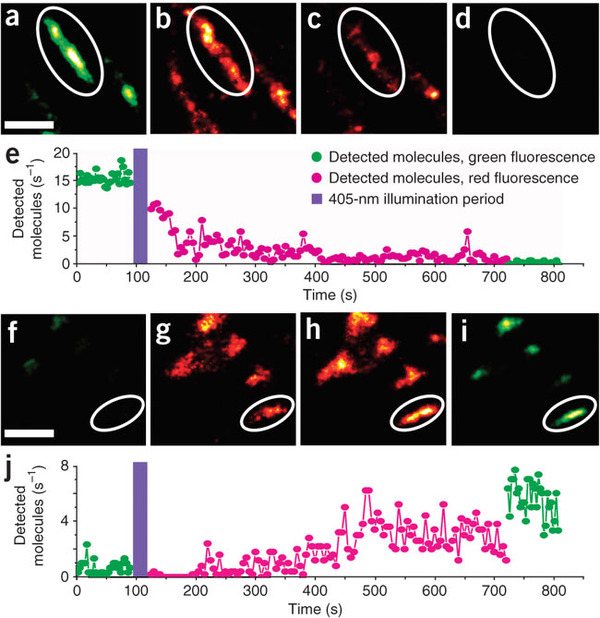 a b c d
e
20
15
10
5
0
Detected
molecules (s⁻¹)
Detected molecules, green fluorescence
Detected molecules, red fluorescence
405-nm illumination period
0 100 200 300 400 500 600 700 800
Time (s)
f g h i
j
8
4
0
Detected
molecules (s⁻¹)
0 100 200 300 400 500 600 700 800
Time (s)